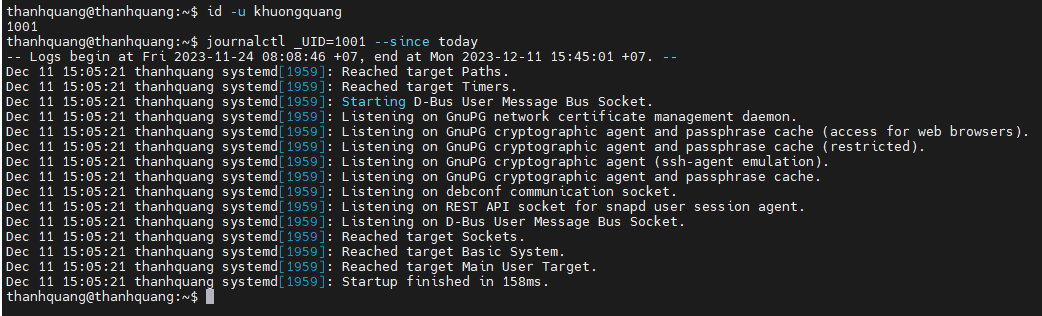 thanhquang@thanhquang:~$ id -u khuongquang
1001
thanhquang@thanhquang:~$ journalctl _UID=1001 --since today
-- Logs begin at Fri 2023-11-24 08:08:46 +07, end at Mon 2023-12-11 15:45:01 +07. --
Dec 11 15:05:21 thanhquang systemd[1959]: Reached target Paths.
Dec 11 15:05:21 thanhquang systemd[1959]: Reached target Timers.
Dec 11 15:05:21 thanhquang systemd[1959]: Starting D-Bus User Message Bus Socket.
Dec 11 15:05:21 thanhquang systemd[1959]: Listening on GnuPG network certificate management daemon.
Dec 11 15:05:21 thanhquang systemd[1959]: Listening on GnuPG cryptographic agent and passphrase cache (access for web browsers).
Dec 11 15:05:21 thanhquang systemd[1959]: Listening on GnuPG cryptographic agent and passphrase cache (restricted).
Dec 11 15:05:21 thanhquang systemd[1959]: Listening on GnuPG cryptographic agent (ssh-agent emulation).
Dec 11 15:05:21 thanhquang systemd[1959]: Listening on GnuPG cryptographic agent and passphrase cache.
Dec 11 15:05:21 thanhquang systemd[1959]: Listening on debconf communication socket.
Dec 11 15:05:21 thanhquang systemd[1959]: Listening on REST API socket for snapd user session agent.
Dec 11 15:05:21 thanhquang systemd[1959]: Listening on D-Bus User Message Bus Socket.
Dec 11 15:05:21 thanhquang systemd[1959]: Reached target Sockets.
Dec 11 15:05:21 thanhquang systemd[1959]: Reached target Basic System.
Dec 11 15:05:21 thanhquang systemd[1959]: Reached target Main User Target.
Dec 11 15:05:21 thanhquang systemd[1959]: Startup finished in 158ms.
thanhquang@thanhquang:~$